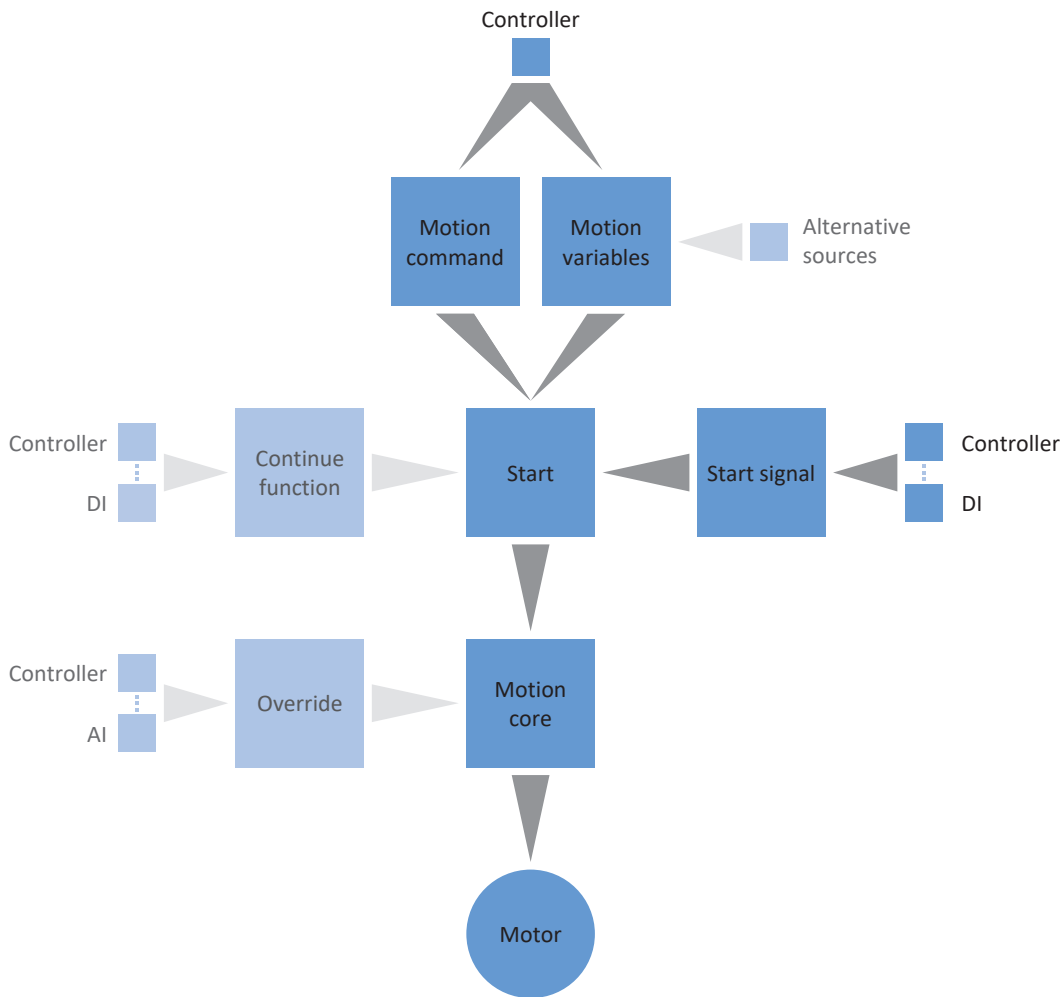 Controller
Motion
command
Motion
variables
Alternative
sources
Controller
DI
Continue
function
Start
Start signal
Controller
DI
Controller
AI
Override
Motion
core
Motor